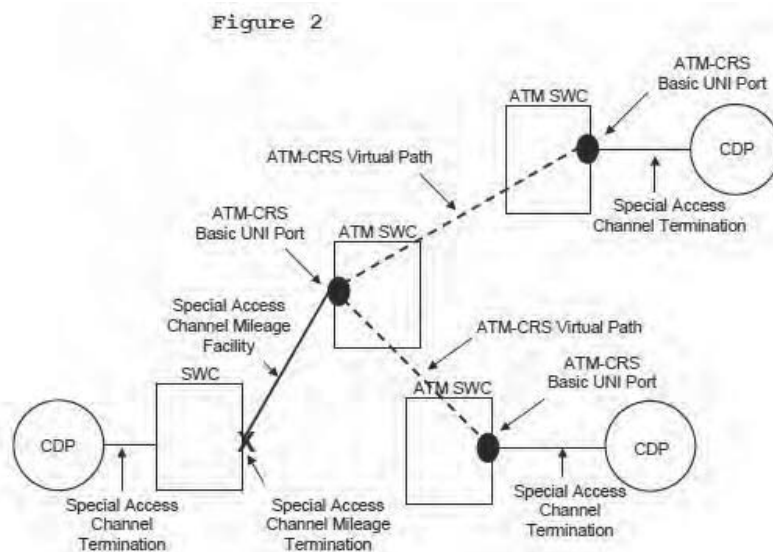 Figure 2
ATM-CRS
Basic UNI Port
ATM SWC
CDP
ATM-CRS Virtual Path
Special Access
Channel Termination
ATM-CRS
Basic UNI Port
ATM SWC
Special Access
Channel Mileage
Facility
ATM-CRS Virtual Path
SWC
ATM-CRS
Basic UNI Port
ATM SWC
CDP
CDP
Special Access
Channel
Termination
Special Access
Channel Mileage
Termination
Special Access
Channel
Termination